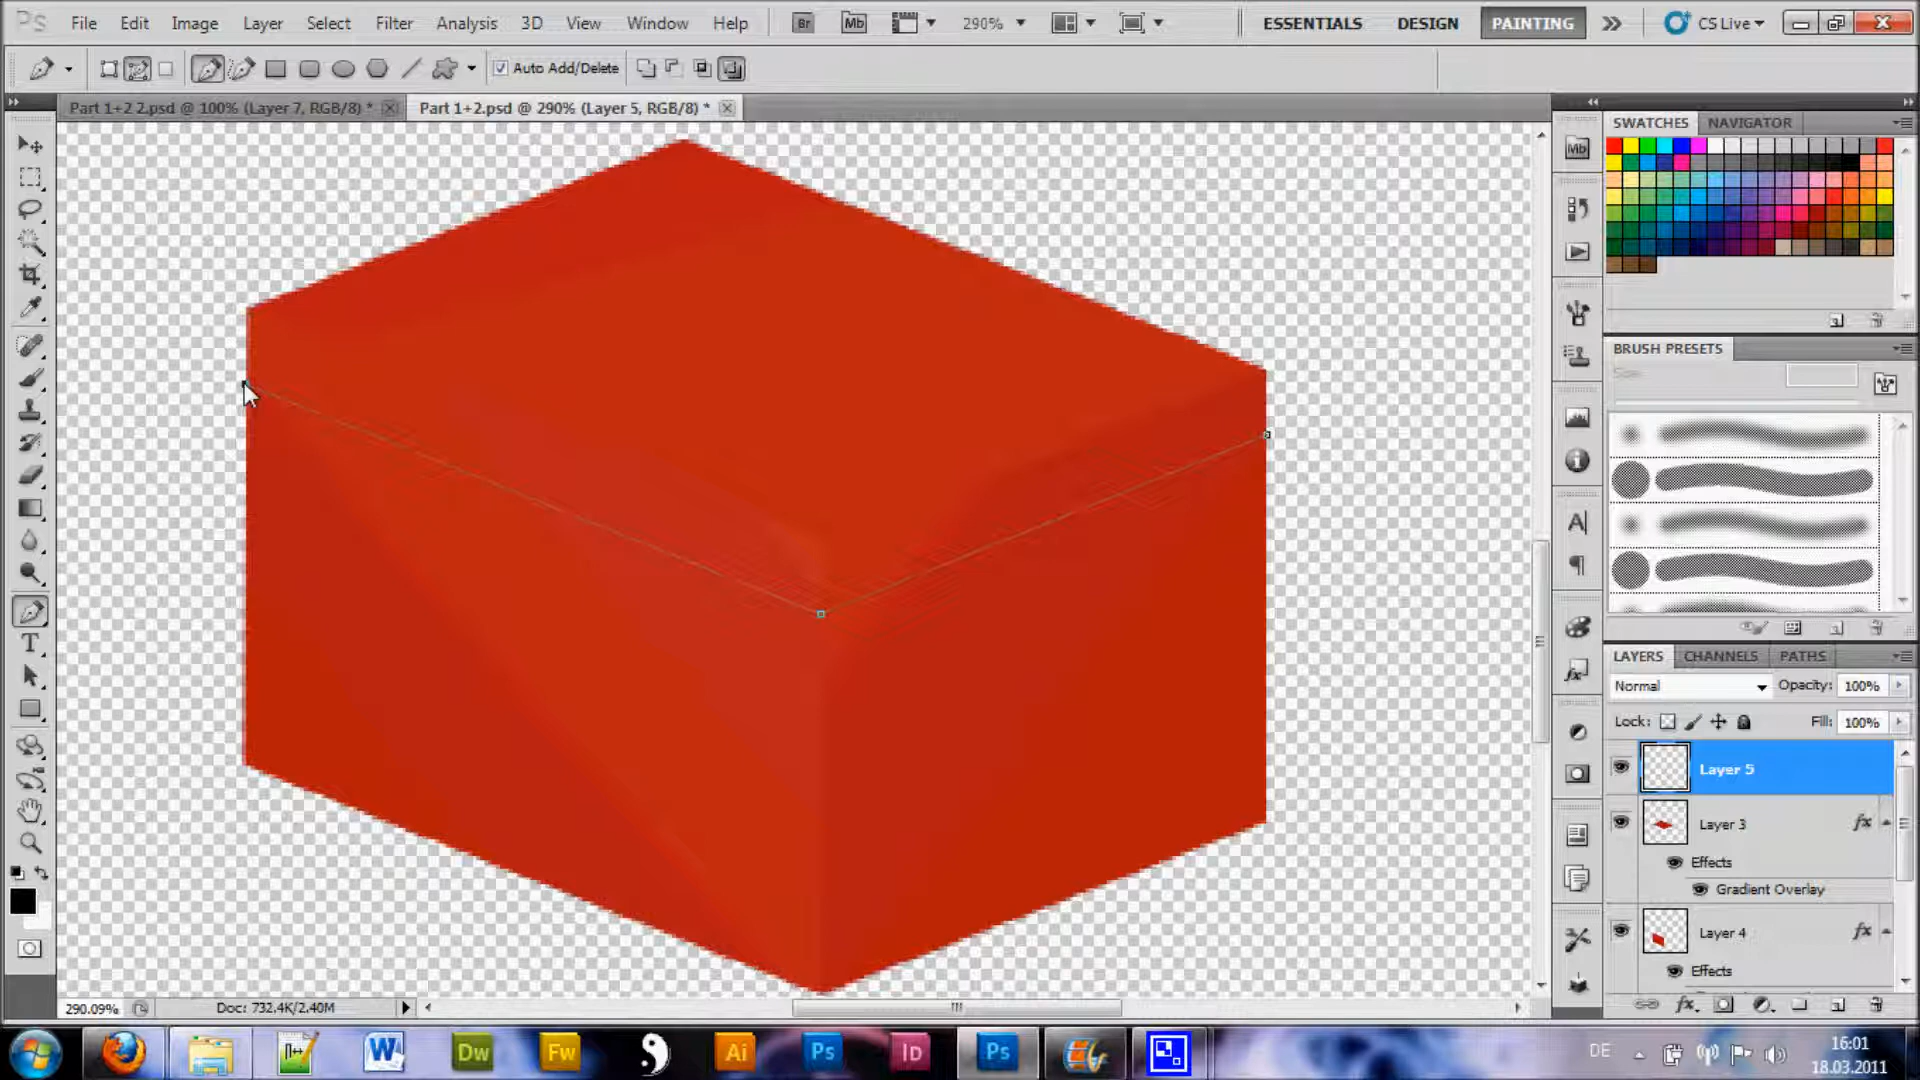 Ps File Edit Image Layer Select Filter Analysis 3D View Window Help Br Mb 290% ESSENTIALS DESIGN PAINTING CS Live
Auto Add/Delete
Part 1+2 2.psd @ 100% (Layer 7, RGB/8) * Part 1+2.psd @ 290% (Layer 5, RGB/8) *
SWATCHES NAVIGATOR
Mb
BRUSH PRESETS
A
T
LAYERS CHANNELS PATHS
Normal Opacity: 100%
Lock: Fill: 100%
Layer 5
Layer 3 fx
Effects
Gradient Overlay
Layer 4 fx
Effects
290.09% Doc: 732.4K/2.40M
W Dw Fw Ai Ps Id Ps DE 16:01
18.03.2011